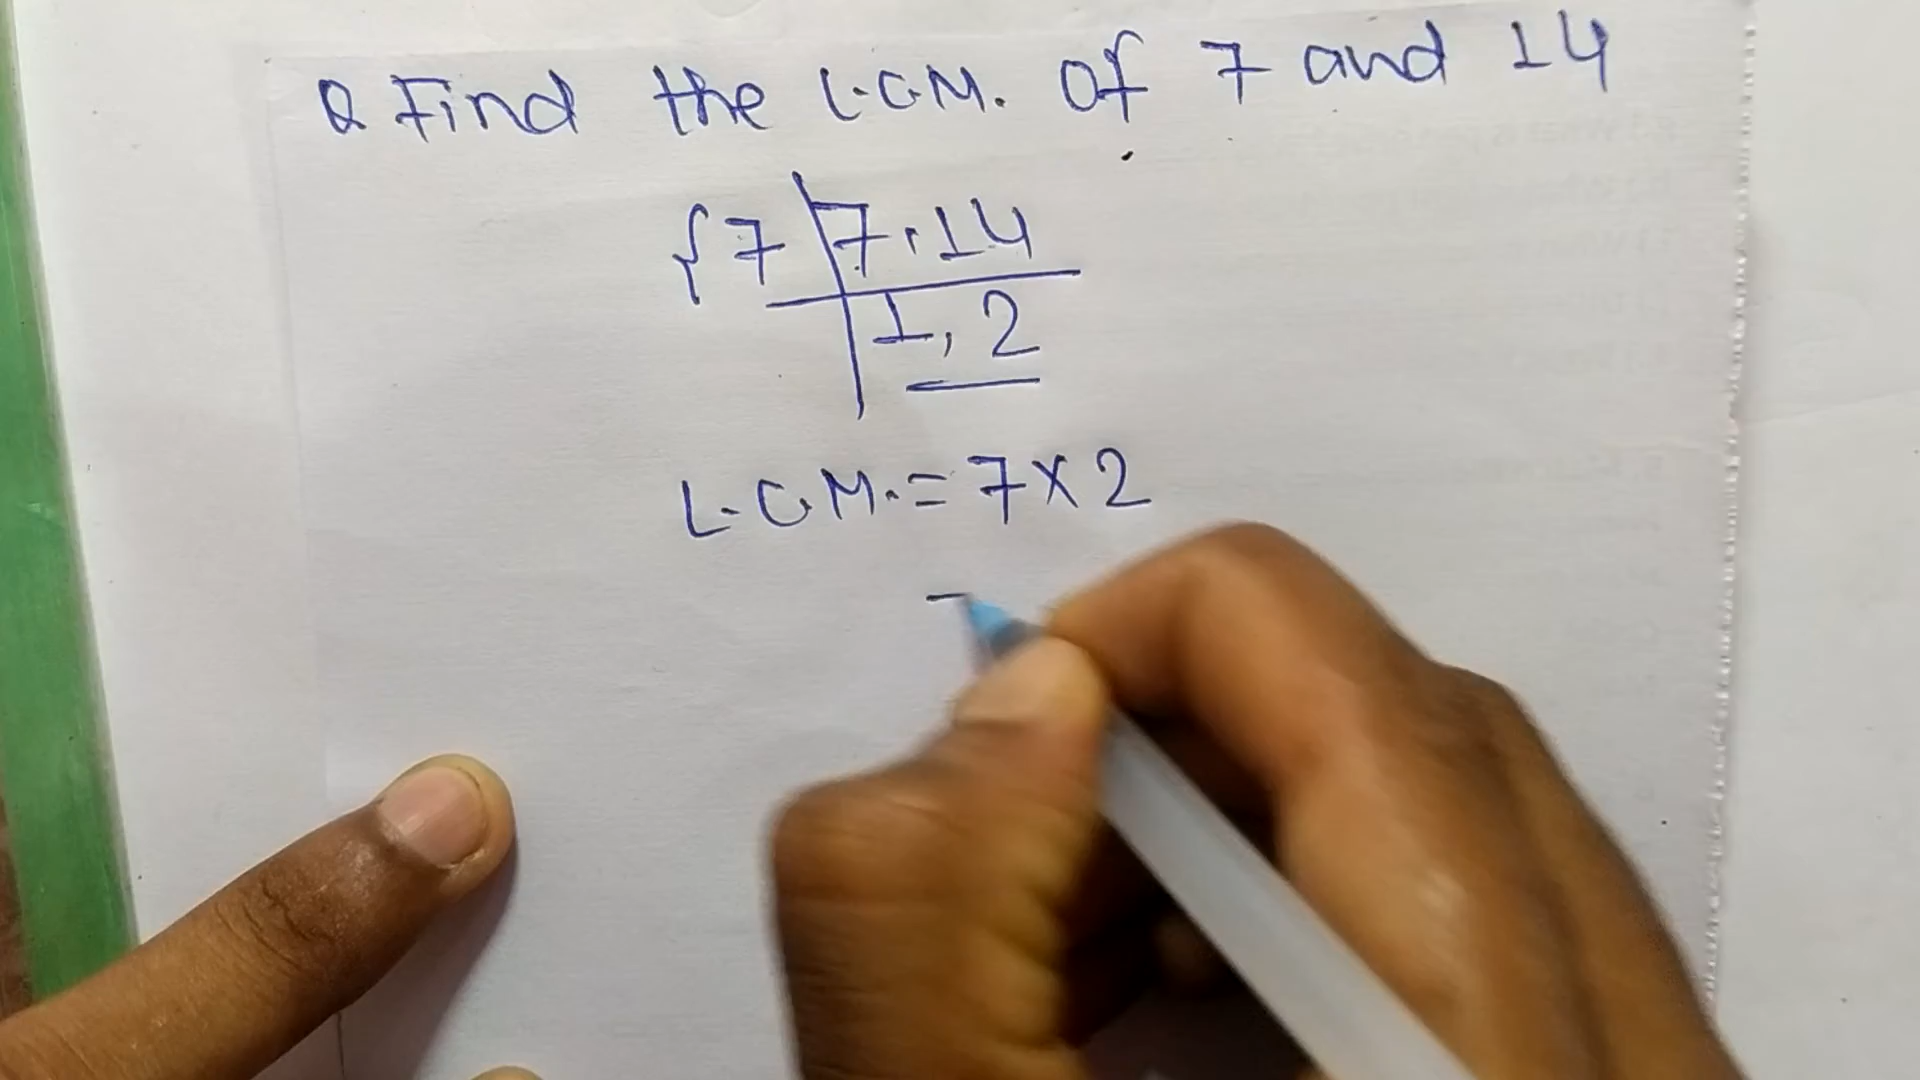 Q Find the L.C.M. of 7 and 14
{ 7 | 7, 14
1, 2
L.C.M. = 7 × 2